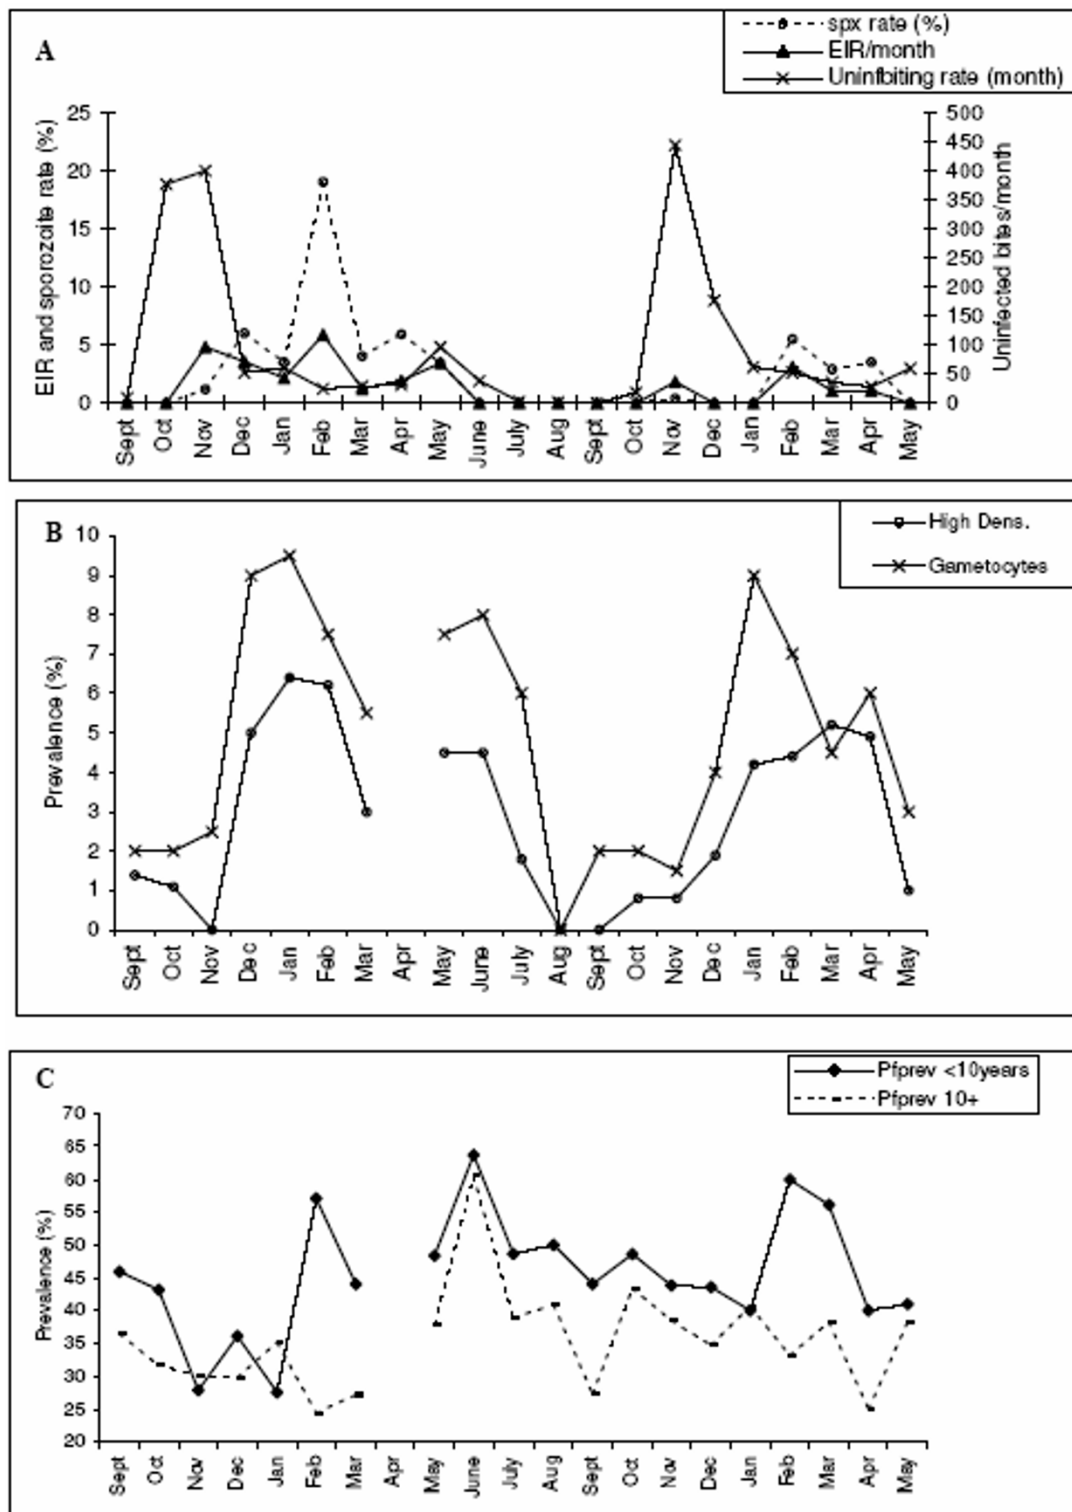 A
spx rate (%)
EIR/month
Uninfbiting rate (month)
EIR and sporozoite rate (%)
25
20
15
10
5
0
500
450
400
350
300
250
200
150
100
50
0
Uninfected bites/month
Sept Oct Nov Dec Jan Feb Mar Apr May June July Aug Sept Oct Nov Dec Jan Feb Mar Apr May
B
High Dens.
Gametocytes
Prevalence (%)
10
9
8
7
6
5
4
3
2
1
0
Sept Oct Nov Dec Jan Feb Mar Apr May June July Aug Sept Oct Nov Dec Jan Feb Mar Apr May
C
Pfprev <10years
Pfprev 10+
Prevalence (%)
70
65
60
55
50
45
40
35
30
25
20
Sept Oct Nov Dec Jan Feb Mar Apr May June July Aug Sept Oct Nov Dec Jan Feb Mar Apr May